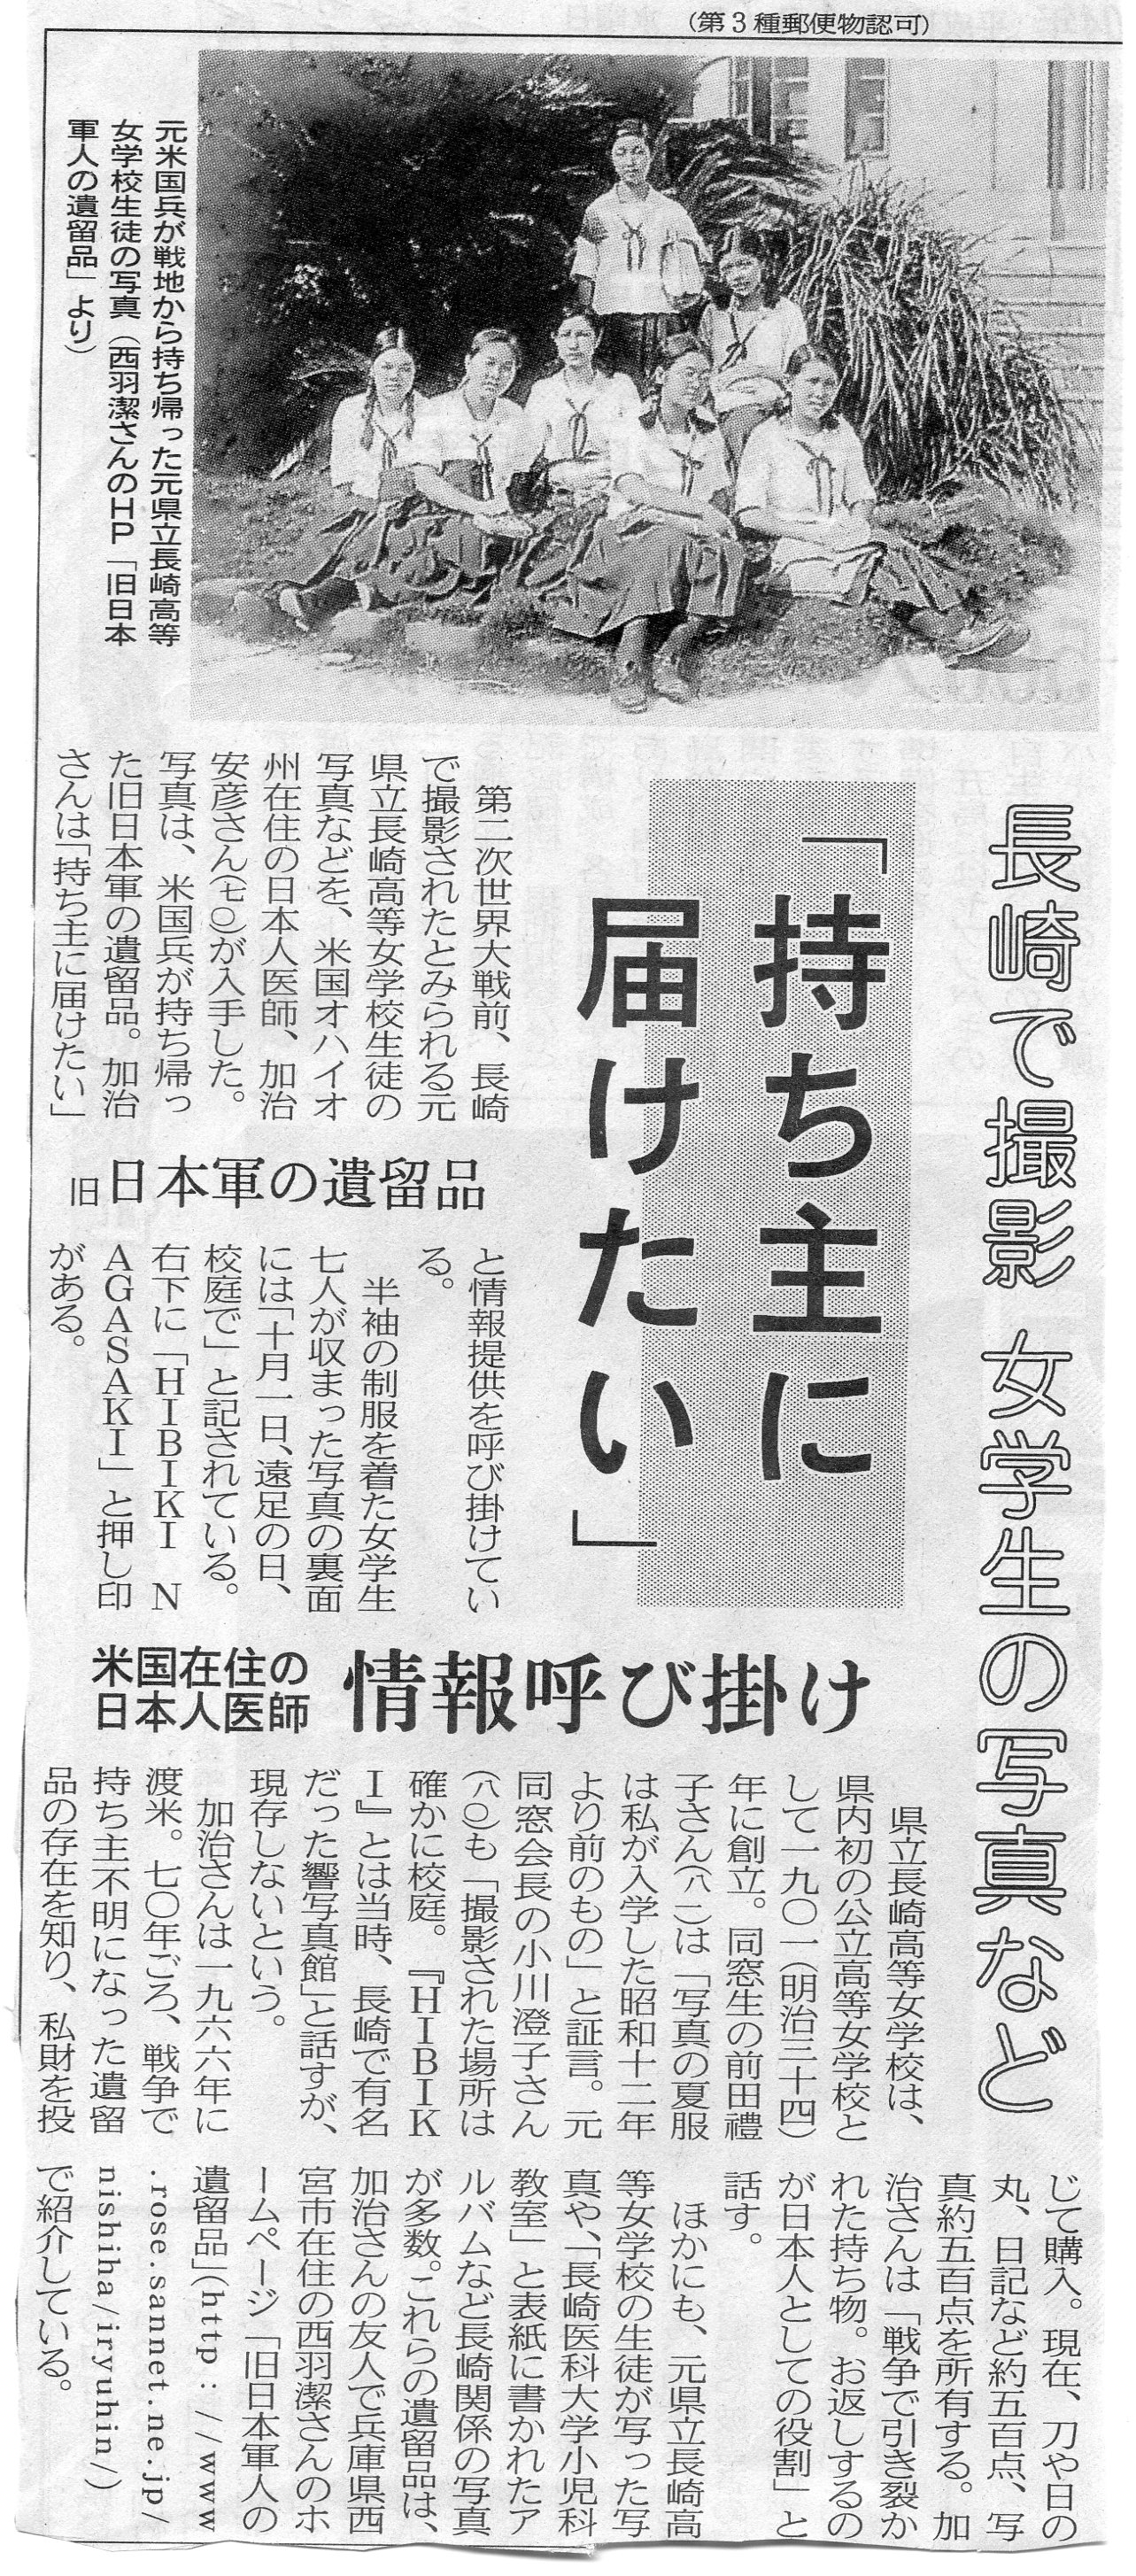 (第３種郵便物認可)
長崎で撮影 女学生の写真など
「持ち主に
届けたい」
元米国兵が戦地から持ち帰った元県立長崎高等
女学校生徒の写真（西羽潔さんのＨＰ「旧日本
軍人の遺留品」より）
第二次世界大戦前、長崎
で撮影されたとみられる元
県立長崎高等女学校生徒の
写真などを、米国オハイオ
州在住の日本人医師、加治
安彦さん(七〇)が入手した。
写真は、米国兵が持ち帰っ
た旧日本軍の遺留品。加治
さんは「持ち主に届けたい」
旧日本軍の遺留品
と情報提供を呼び掛けてい
る。
半袖の制服を着た女学生
七人が収まった写真の裏面
には「十月一日、遠足の日、
校庭で」と記されている。
右下に「ＨＩＢＩＫＩ　Ｎ
ＡＧＡＳＡＫＩ」と押し印
がある。
米国在住の
日本人医師
情報呼び掛け
県立長崎高等女学校は、
県内初の公立高等女学校と
して一九〇一(明治三十四)
年に創立。同窓生の前田禮
子さん(八一)は「写真の夏服
は私が入学した昭和十二年
より前のもの」と証言。元
同窓会長の小川澄子さん
(八〇)も「撮影された場所は
確かに校庭。『ＨＩＢＩＫ
Ｉ』とは当時、長崎で有名
だった響写真館」と話すが、
現存しないという。
加治さんは一九六六年に
渡米。七〇年ごろ、戦争で
持ち主不明になった遺留
品の存在を知り、私財を投
じて購入。現在、刀や日の
丸、日記など約五百点、写
真約五百点を所有する。加
治さんは「戦争で引き裂か
れた持ち物。お返しするの
が日本人としての役割」と
話す。
ほかにも、元県立長崎高
等女学校の生徒が写った写
真や、「長崎医科大学小児科
教室」と表紙に書かれたア
ルバムなど長崎関係の写真
が多数。これらの遺留品は、
加治さんの友人で兵庫県西
宮市在住の西羽潔さんのホ
ームページ「旧日本軍人の
遺留品」(http://www
.rose.sannet.ne.jp/
nishiha/iryuhin/)
で紹介している。